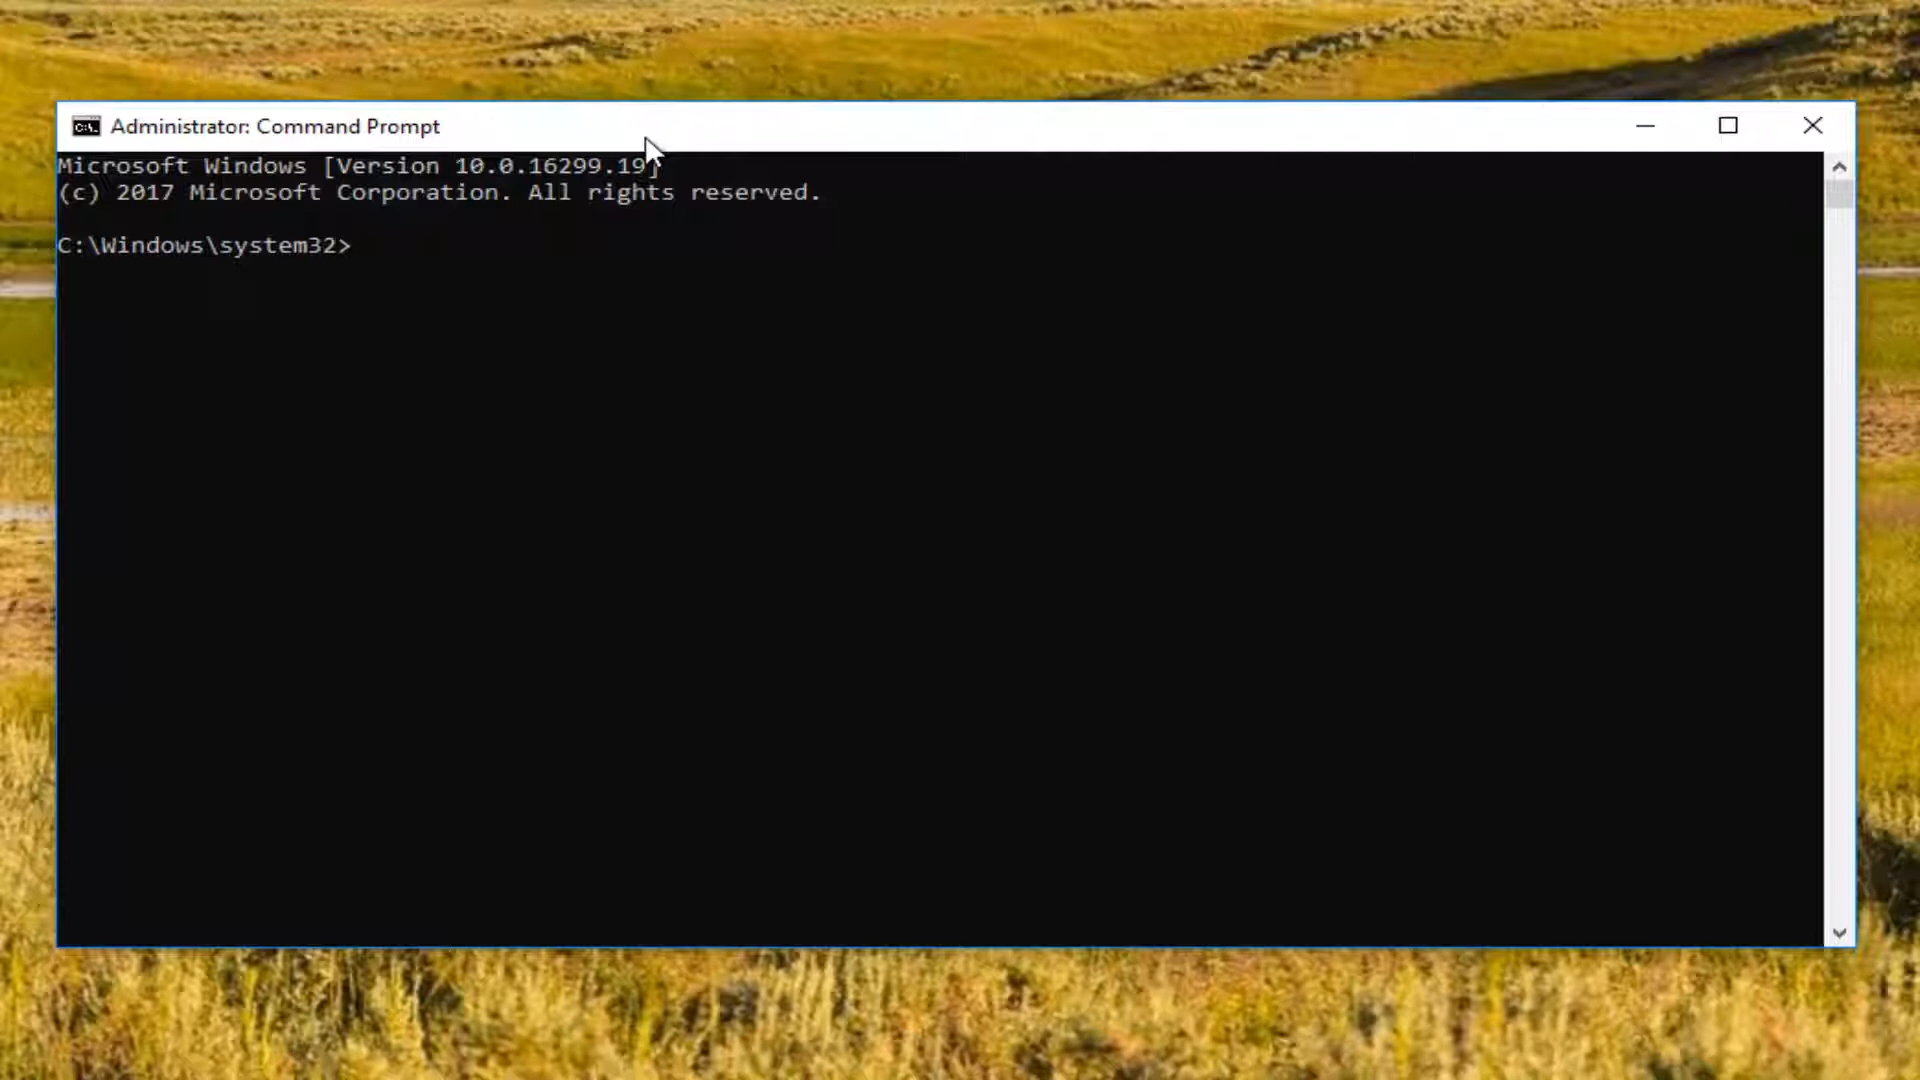 Administrator: Command Prompt
Microsoft Windows [Version 10.0.16299.19]
(c) 2017 Microsoft Corporation. All rights reserved.
C:\Windows\system32>